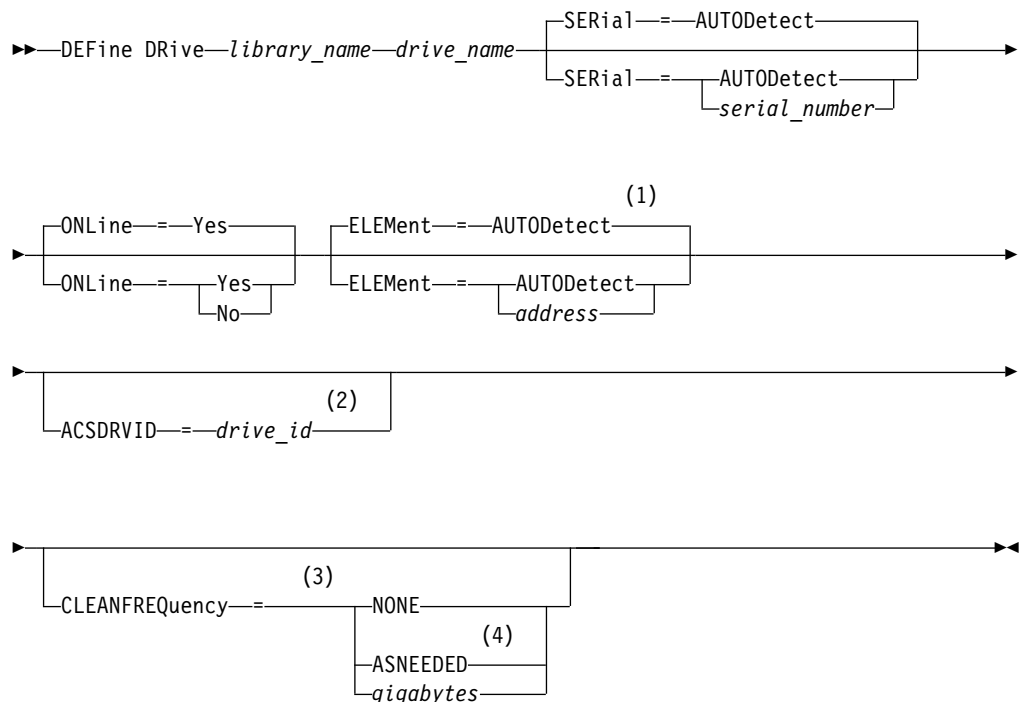 SERial = AUTODetect
DEFine DRive library_name drive_name
SERial = AUTODetect
serial_number
(1)
ONLine = Yes ELEMent = AUTODetect
ONLine = Yes ELEMent = AUTODetect
No address
(2)
ACSDRVID = drive_id
(3)
CLEANFREQuency = NONE
(4)
ASNEEDED
gigabytes